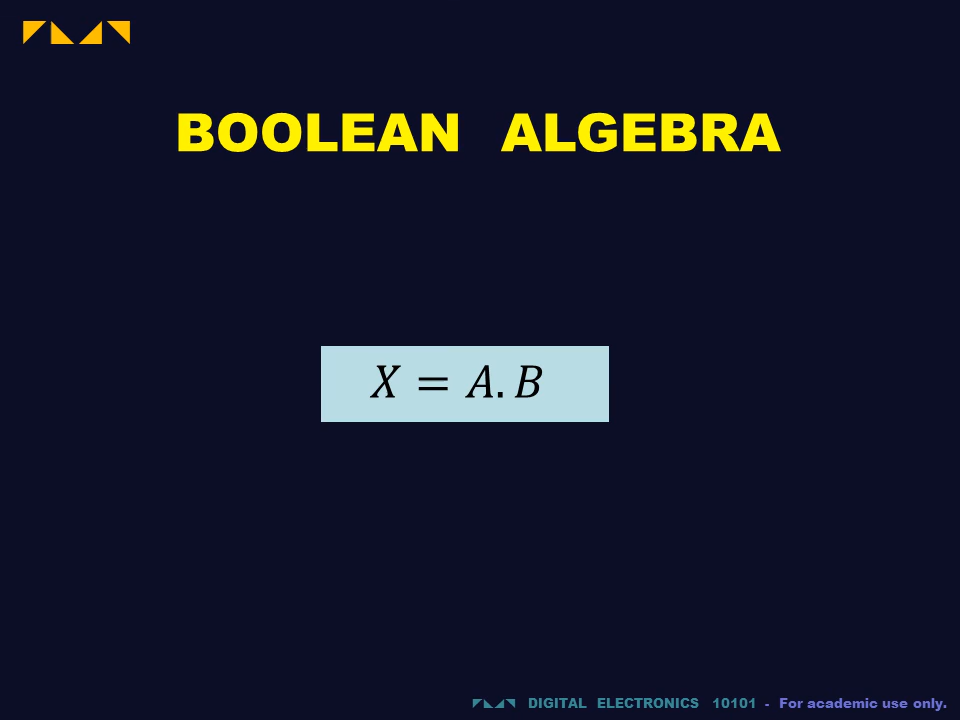 BOOLEAN ALGEBRA
X = A.B
DIGITAL ELECTRONICS 10101 - For academic use only.